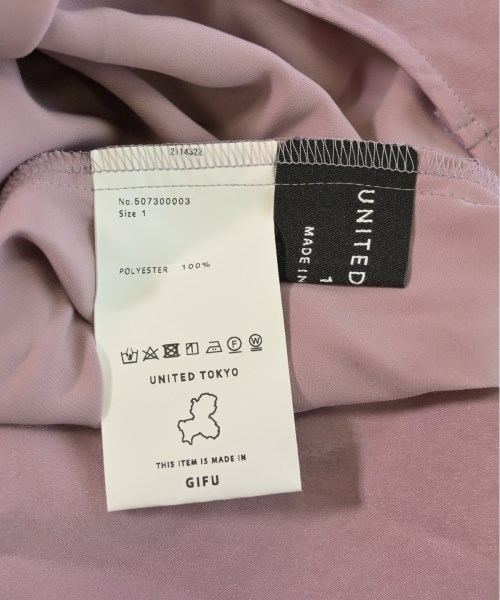 2114322
No.507300003
Size 1
POLYESTER 100%
F
W
UNITED TOKYO
THIS ITEM IS MADE IN
GIFU
UNITED
1
MADE IN